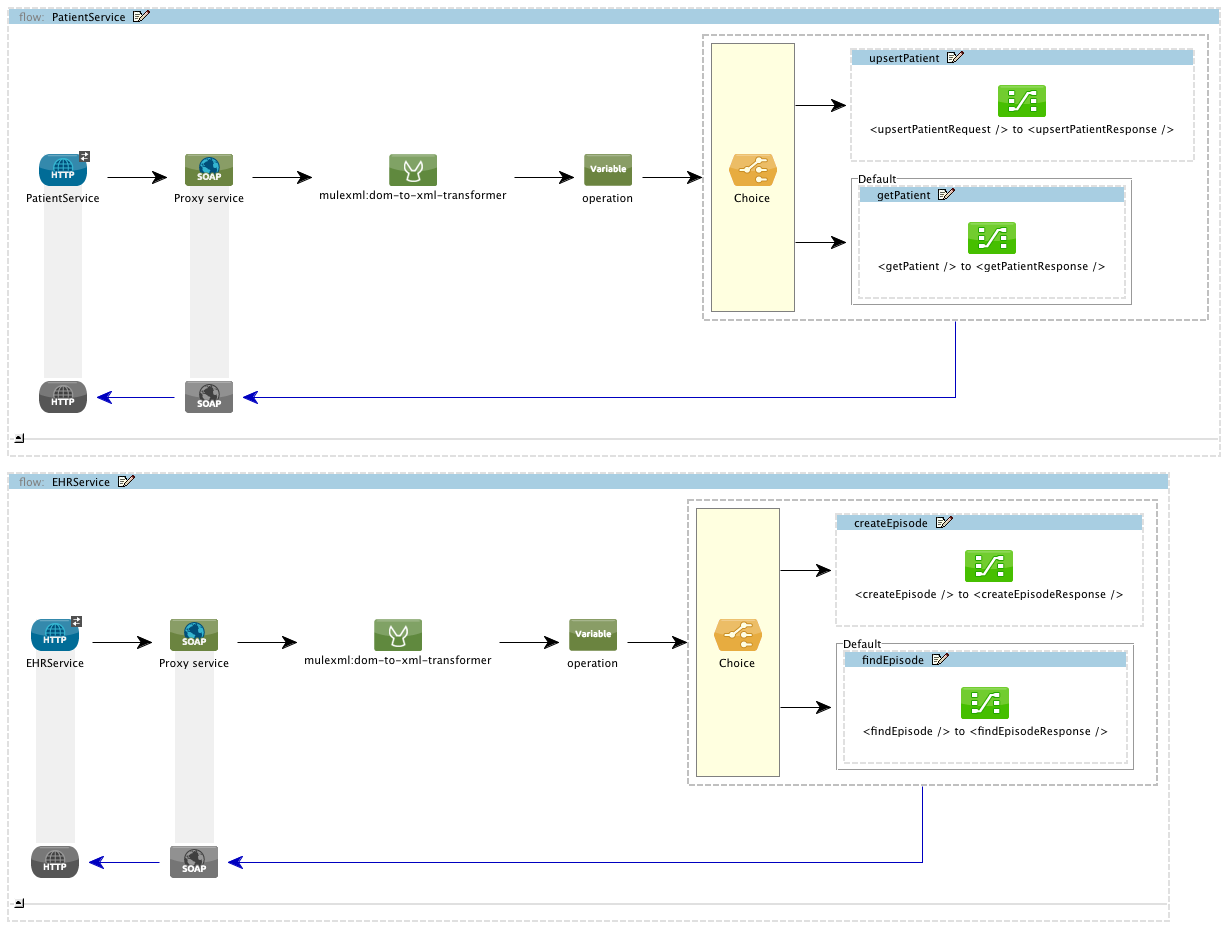 flow: PatientService
upsertPatient
<upsertPatientRequest /> to <upsertPatientResponse />
HTTP
PatientService
SOAP
Proxy service
mulexml:dom-to-xml-transformer
Variable
operation
Choice
Default
getPatient
<getPatient /> to <getPatientResponse />
HTTP
SOAP
flow: EHRService
createEpisode
<createEpisode /> to <createEpisodeResponse />
HTTP
EHRService
SOAP
Proxy service
mulexml:dom-to-xml-transformer
Variable
operation
Choice
Default
findEpisode
<findEpisode /> to <findEpisodeResponse />
HTTP
SOAP